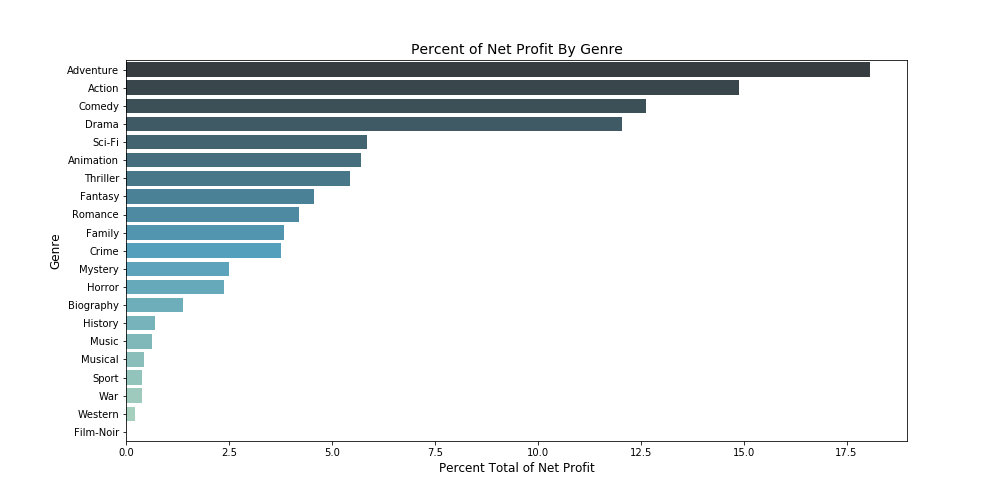 Percent of Net Profit By Genre
Genre
Adventure
Action
Comedy
Drama
Sci-Fi
Animation
Thriller
Fantasy
Romance
Family
Crime
Mystery
Horror
Biography
History
Music
Musical
Sport
War
Western
Film-Noir
0.0 2.5 5.0 7.5 10.0 12.5 15.0 17.5
Percent Total of Net Profit